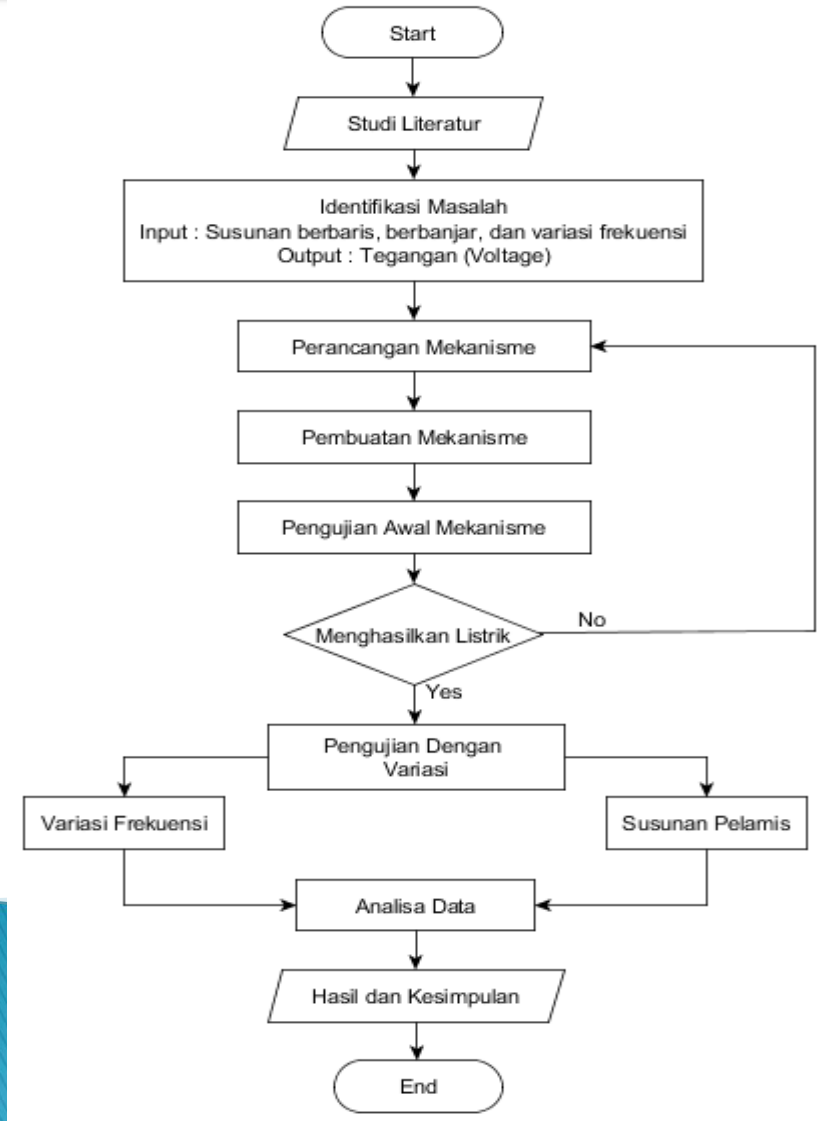 Start
Studi Literatur
Identifikasi Masalah
Input : Susunan berbaris, berbanjar, dan variasi frekuensi
Output : Tegangan (Voltage)
Perancangan Mekanisme
Pembuatan Mekanisme
Pengujian Awal Mekanisme
Menghasilkan Listrik
No
Yes
Pengujian Dengan
Variasi
Variasi Frekuensi
Susunan Pelamis
Analisa Data
Hasil dan Kesimpulan
End